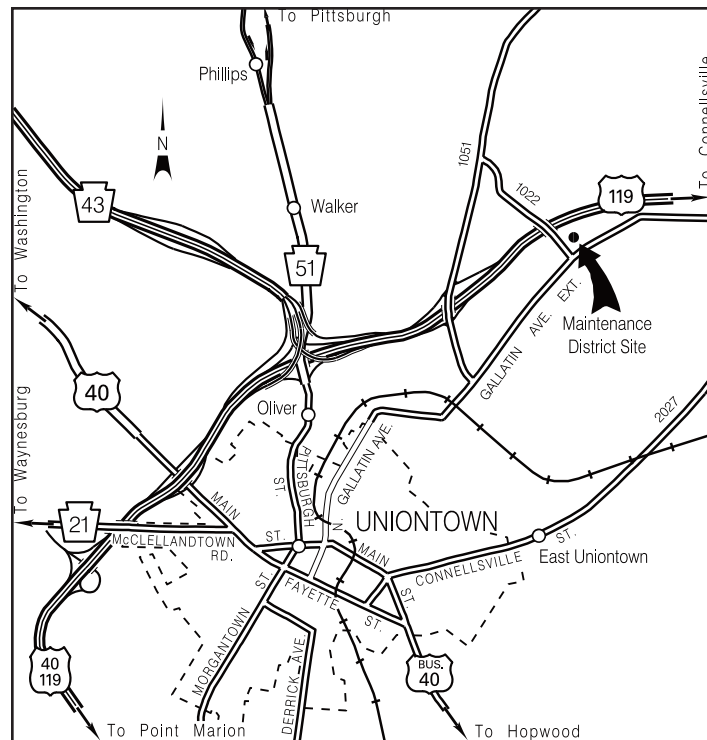 To Pittsburgh
Phillips
To Connellsville
N
1051
1022
119
43
To Washington
Walker
51
GALLATIN AVE. EXT.
Maintenance
District Site
40
Oliver
2027
To Waynesburg
PITTSBURGH ST.
N. GALLATIN AVE.
21
MAIN ST.
UNIONTOWN
McCLELLANDTOWN
RD.
MAIN ST.
CONNELLSVILLE ST.
East Uniontown
FAYETTE ST.
MORGANTOWN ST.
DERRICK AVE.
40
119
BUS.
40
To Point Marion
To Hopwood